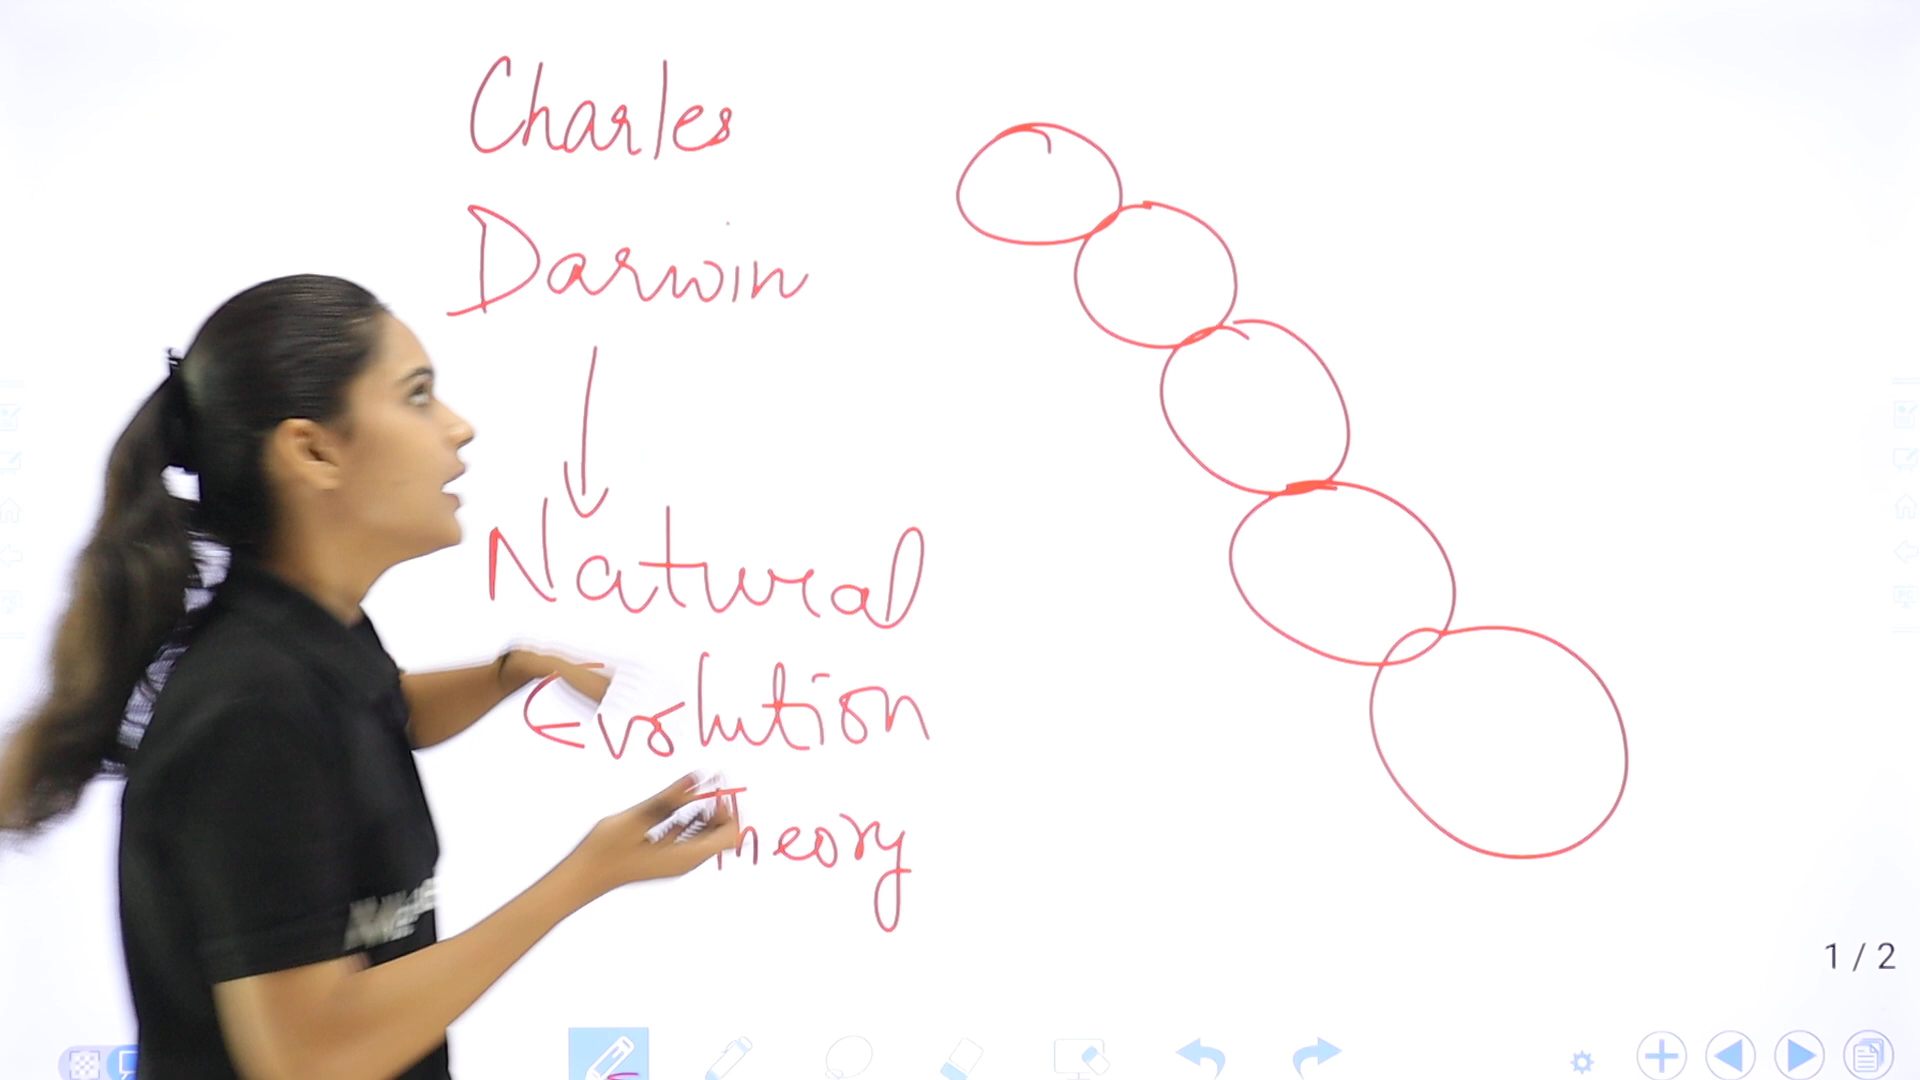 Charles
Darwin
Natural
Evolution
Theory
1 / 2